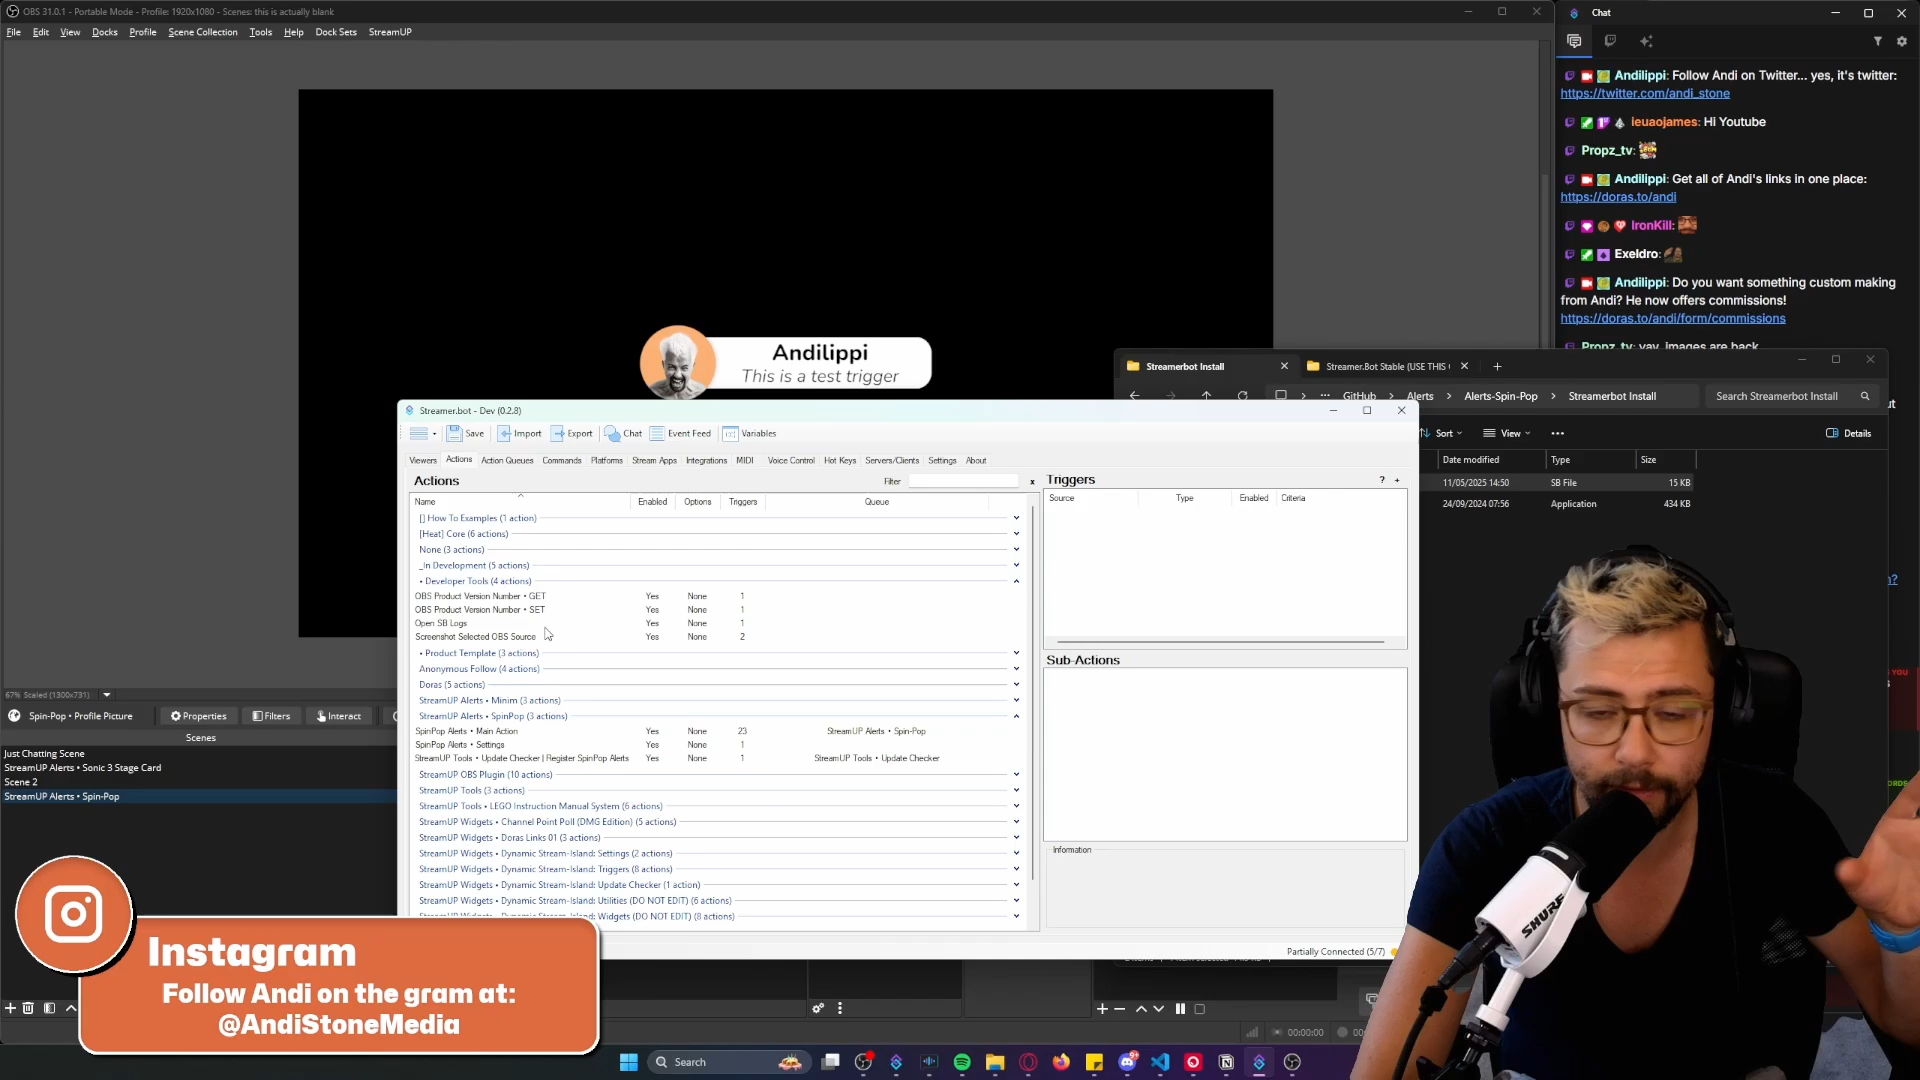 OBS 31.0.1 - Portable Mode - Profile: 1920x1080 - Scenes: this is actually blank
File Edit View Docks Profile Scene Collection Tools Help Dock Sets StreamUP
Andilippi
This is a test trigger
67% Scaled (1300x731)
Spin-Pop • Profile Picture
Properties
Filters
Interact
Scenes
Just Chatting Scene
StreamUP Alerts • Sonic 3 Stage Card
Scene 2
StreamUP Alerts • Spin-Pop
Streamer.bot - Dev (0.2.8)
Save Import Export Chat Event Feed Variables
Viewers Actions Action Queues Commands Platforms Stream Apps Integrations MIDI Voice Control Hot Keys Servers/Clients Settings About
Actions
Filter
x
Name Enabled Options Triggers Queue
[] How To Examples (1 action)
[Heat] Core (6 actions)
None (3 actions)
_In Development (5 actions)
• Developer Tools (4 actions)
OBS Product Version Number • GET Yes None 1
OBS Product Version Number • SET Yes None 1
Open SB Logs Yes None 1
Screenshot Selected OBS Source Yes None 2
• Product Template (3 actions)
Anonymous Follow (4 actions)
Doras (5 actions)
StreamUP Alerts • Minim (3 actions)
StreamUP Alerts • SpinPop (3 actions)
SpinPop Alerts • Main Action Yes None 23 StreamUP Alerts • Spin-Pop
SpinPop Alerts • Settings Yes None 1
StreamUP Tools • Update Checker | Register SpinPop Alerts Yes None 1 StreamUP Tools • Update Checker
StreamUP OBS Plugin (10 actions)
StreamUP Tools (3 actions)
StreamUP Tools • LEGO Instruction Manual System (6 actions)
StreamUP Widgets • Channel Point Poll (DMG Edition) (5 actions)
StreamUP Widgets • Doras Links 01 (3 actions)
StreamUP Widgets • Dynamic Stream-Island: Settings (2 actions)
StreamUP Widgets • Dynamic Stream-Island: Triggers (8 actions)
StreamUP Widgets • Dynamic Stream-Island: Update Checker (1 action)
StreamUP Widgets • Dynamic Stream-Island: Utilities (DO NOT EDIT) (6 actions)
StreamUP Widgets • Dynamic Stream-Island: Widgets (DO NOT EDIT) (8 actions)
Triggers
? +
Source Type Enabled Criteria
Sub-Actions
Information
Partially Connected (5/7)
Streamerbot Install
Streamer.Bot Stable (USE THIS
GitHub > Alerts > Alerts-Spin-Pop > Streamerbot Install
Search Streamerbot Install
Sort View Details
Date modified Type Size
11/05/2025 14:50 SB File 15 KB
24/09/2024 07:56 Application 434 KB
Chat
Andilippi: Follow Andi on Twitter... yes, it's twitter:
https://twitter.com/andi_stone
ieuaojames: Hi Youtube
Propz_tv:
Andilippi: Get all of Andi's links in one place:
https://doras.to/andi
IronKill:
Exeldro:
Andilippi: Do you want something custom making
from Andi? He now offers commissions!
https://doras.to/andi/form/commissions
Propz_tv: yay, images are back
Instagram
Follow Andi on the gram at:
@AndiStoneMedia
SHURE
00:00:00
Search